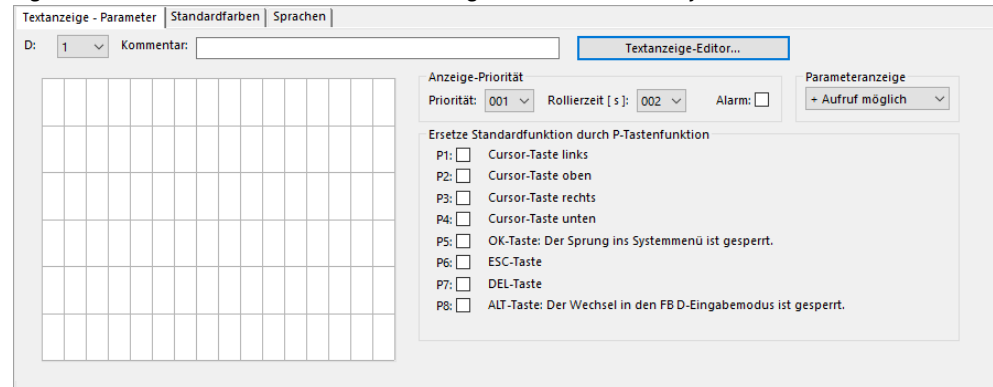 Textanzeige - Parameter Standardfarben Sprachen
D: 1 Kommentar: Textanzeige-Editor...
Anzeige-Priorität Parameteranzeige
Priorität: 001 Rollierzeit [ s ]: 002 Alarm: + Aufruf möglich
Ersetze Standardfunktion durch P-Tastenfunktion
P1: Cursor-Taste links
P2: Cursor-Taste oben
P3: Cursor-Taste rechts
P4: Cursor-Taste unten
P5: OK-Taste: Der Sprung ins Systemmenü ist gesperrt.
P6: ESC-Taste
P7: DEL-Taste
P8: ALT-Taste: Der Wechsel in den FB D-Eingabemodus ist gesperrt.